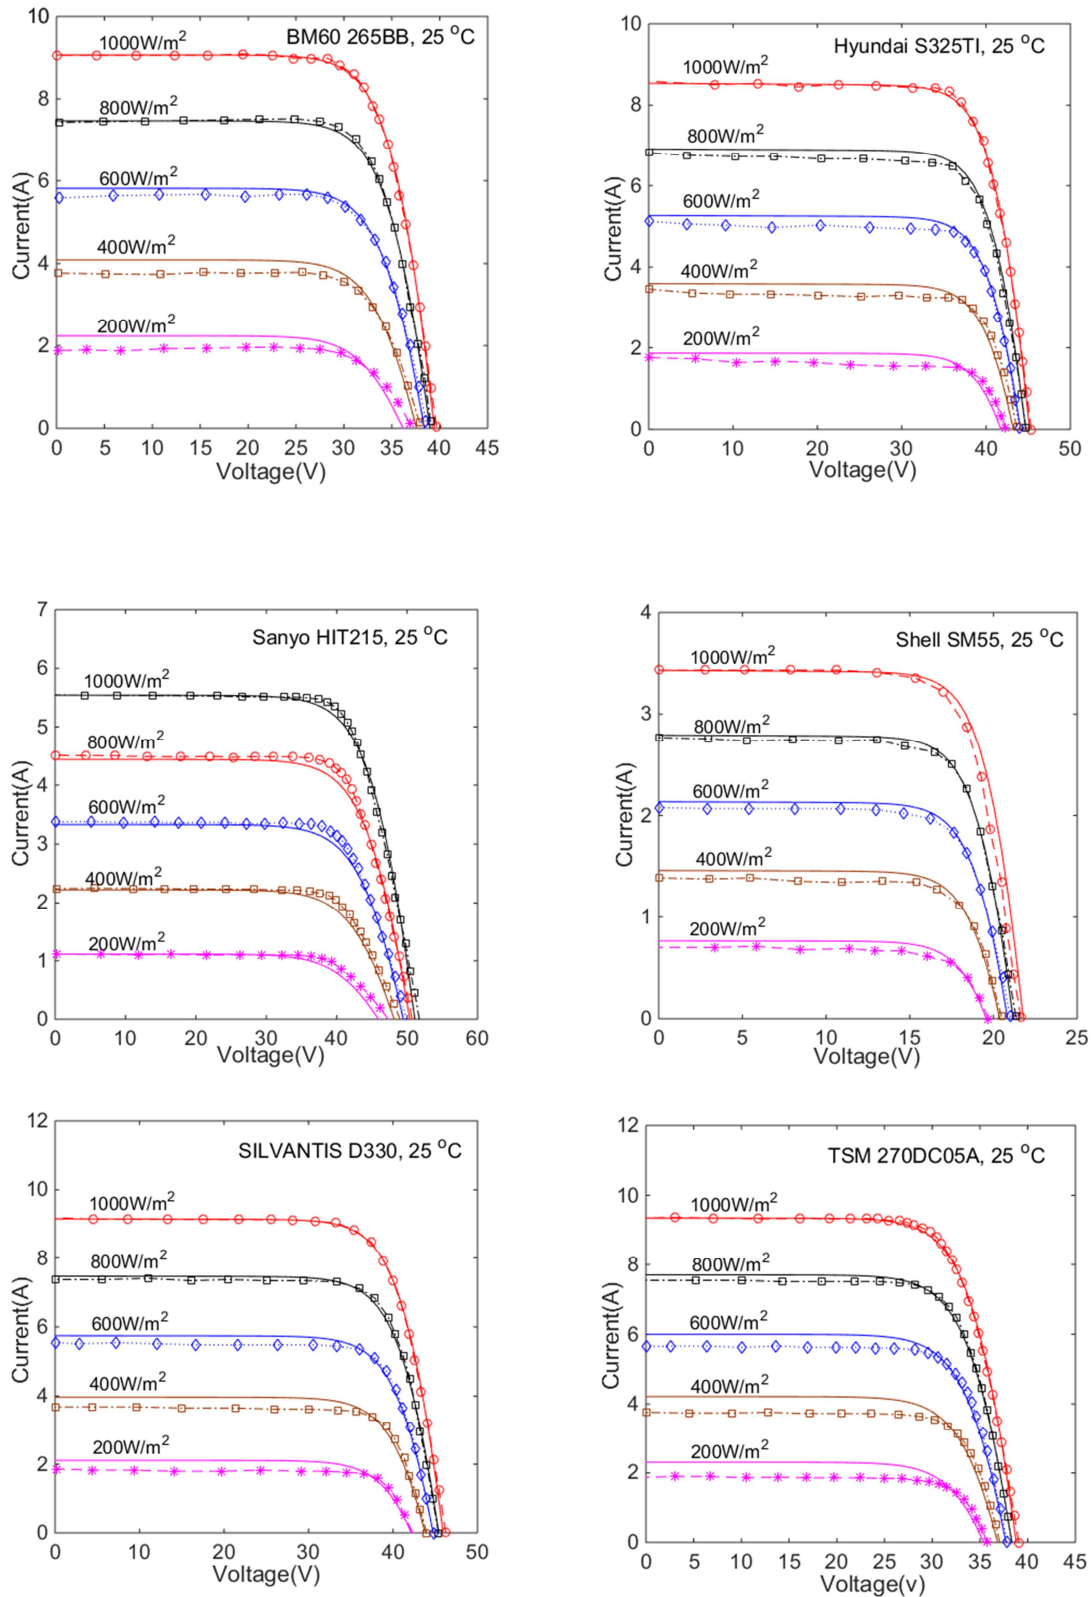 BM60 265BB, 25 °C
Current(A)
10
8
6
4
2
0
1000W/m²
800W/m²
600W/m²
400W/m²
200W/m²
0 5 10 15 20 25 30 35 40 45
Voltage(V)
Hyundai S325TI, 25 °C
Current(A)
10
8
6
4
2
0
1000W/m²
800W/m²
600W/m²
400W/m²
200W/m²
0 10 20 30 40 50
Voltage(V)
Sanyo HIT215, 25 °C
Current(A)
7
6
5
4
3
2
1
0
1000W/m²
800W/m²
600W/m²
400W/m²
200W/m²
0 10 20 30 40 50 60
Voltage(V)
Shell SM55, 25 °C
Current(A)
4
3
2
1
0
1000W/m²
800W/m²
600W/m²
400W/m²
200W/m²
0 5 10 15 20 25
Voltage(V)
SILVANTIS D330, 25 °C
Current(A)
12
10
8
6
4
2
0
1000W/m²
800W/m²
600W/m²
400W/m²
200W/m²
0 10 20 30 40 50
Voltage(V)
TSM 270DC05A, 25 °C
Current(A)
12
10
8
6
4
2
0
1000W/m²
800W/m²
600W/m²
400W/m²
200W/m²
0 5 10 15 20 25 30 35 40 45
Voltage(v)